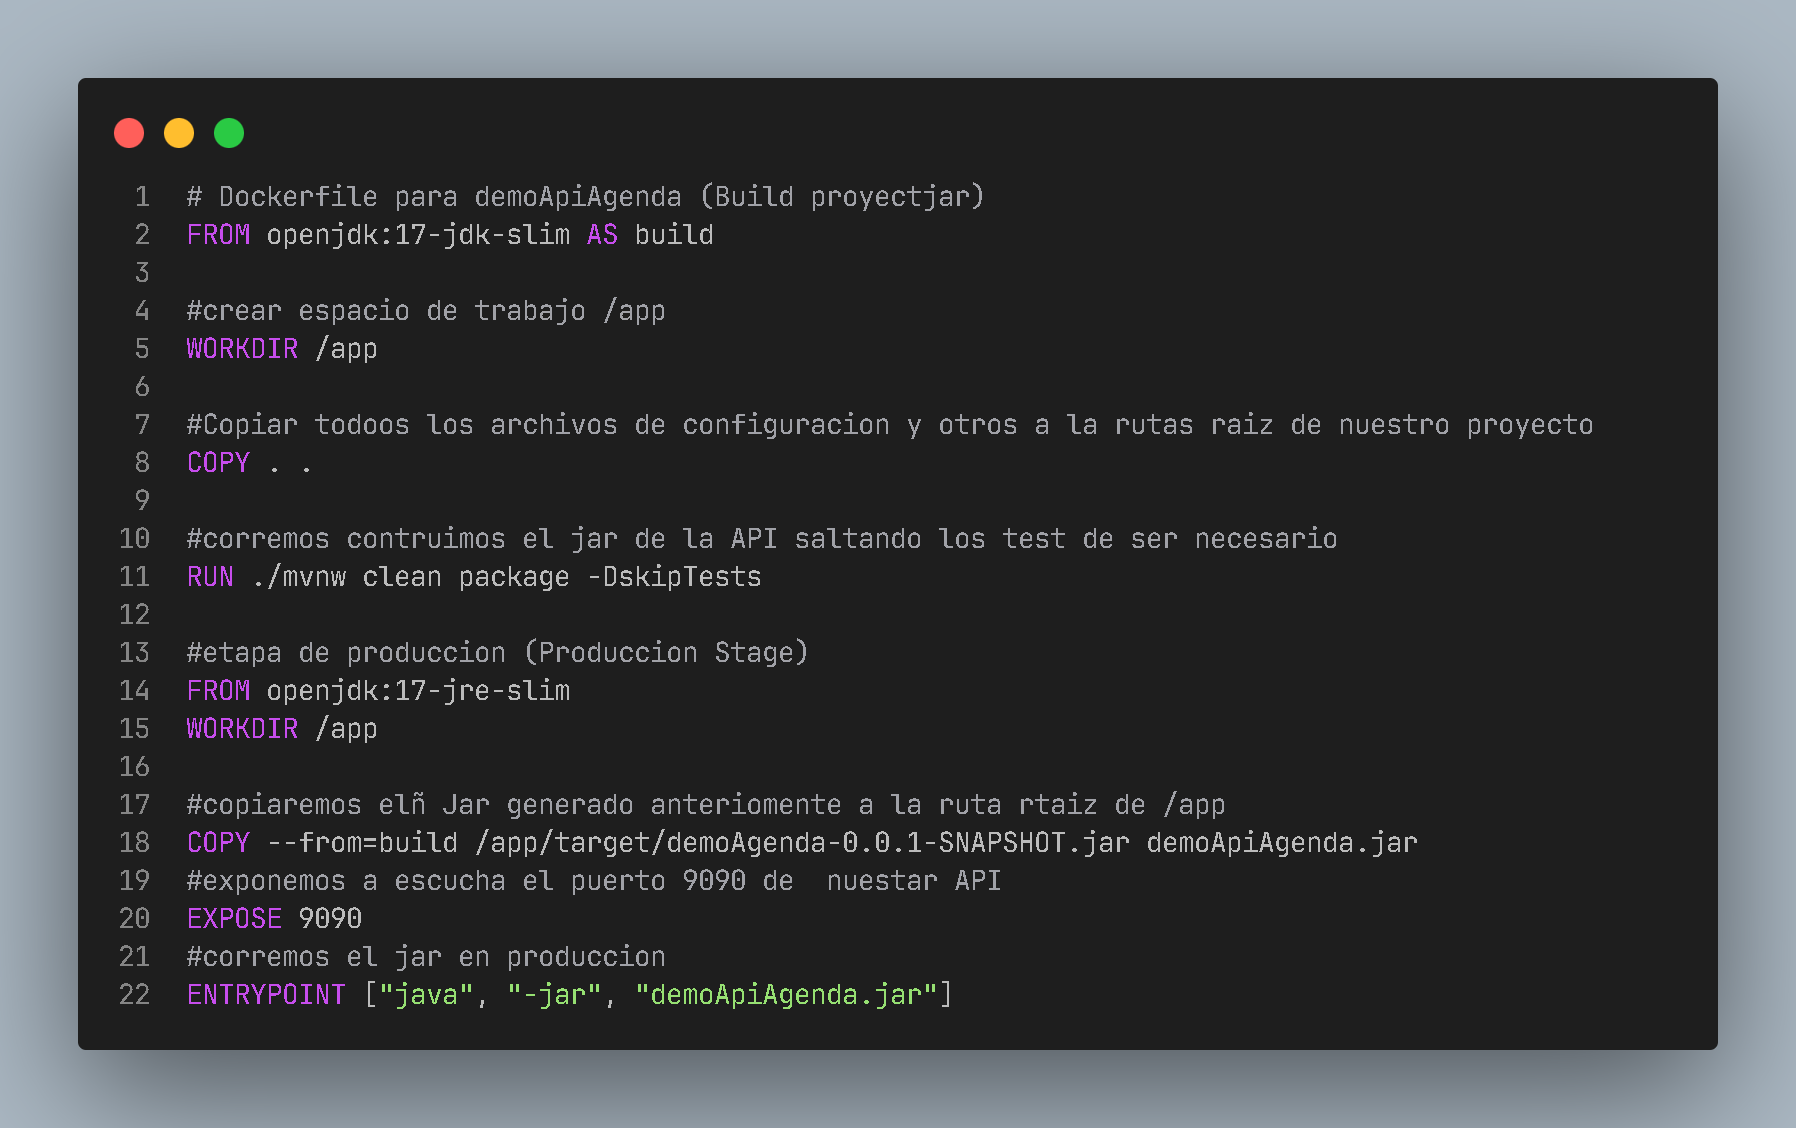 1 # Dockerfile para demoApiAgenda (Build proyectjar)
2 FROM openjdk:17-jdk-slim AS build
3
4 #crear espacio de trabajo /app
5 WORKDIR /app
6
7 #Copiar todoos los archivos de configuracion y otros a la rutas raiz de nuestro proyecto
8 COPY . .
9
10 #corremos contruimos el jar de la API saltando los test de ser necesario
11 RUN ./mvnw clean package -DskipTests
12
13 #etapa de produccion (Produccion Stage)
14 FROM openjdk:17-jre-slim
15 WORKDIR /app
16
17 #copiaremos elñ Jar generado anteriomente a la ruta rtaiz de /app
18 COPY --from=build /app/target/demoAgenda-0.0.1-SNAPSHOT.jar demoApiAgenda.jar
19 #exponemos a escucha el puerto 9090 de  nuestar API
20 EXPOSE 9090
21 #corremos el jar en produccion
22 ENTRYPOINT ["java", "-jar", "demoApiAgenda.jar"]